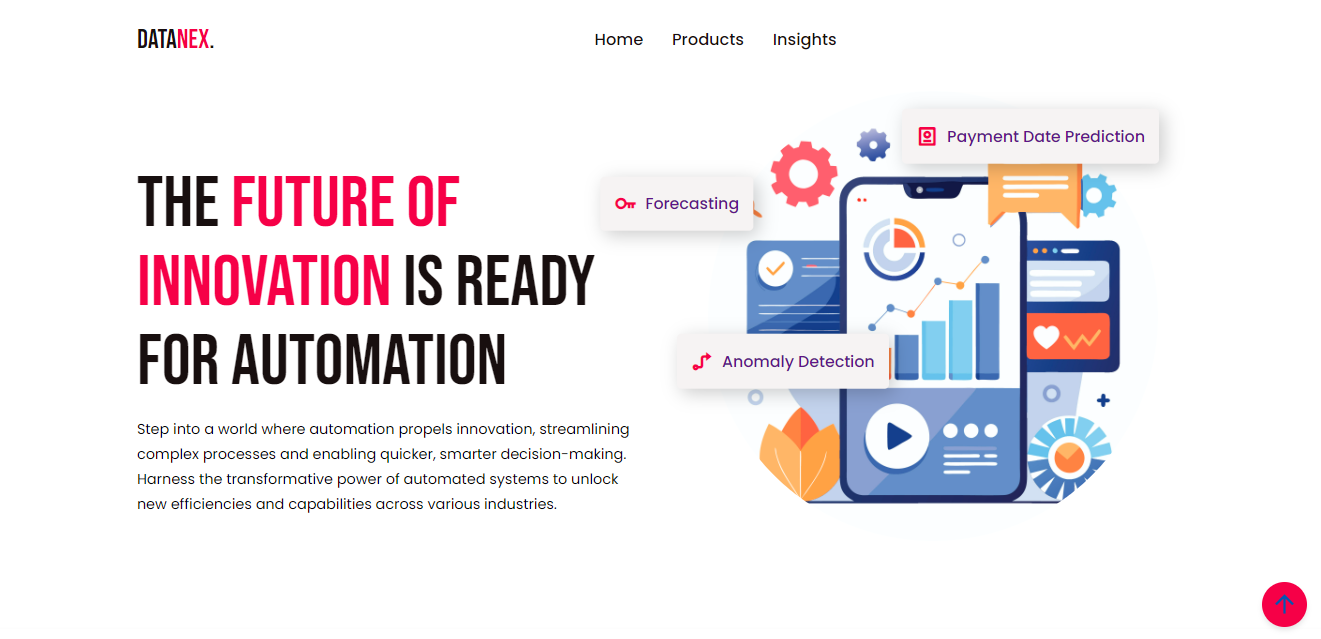 DATANEX.
Home Products Insights
THE FUTURE OF
INNOVATION IS READY
FOR AUTOMATION
Step into a world where automation propels innovation, streamlining
complex processes and enabling quicker, smarter decision-making.
Harness the transformative power of automated systems to unlock
new efficiencies and capabilities across various industries.
Payment Date Prediction
Forecasting
Anomaly Detection